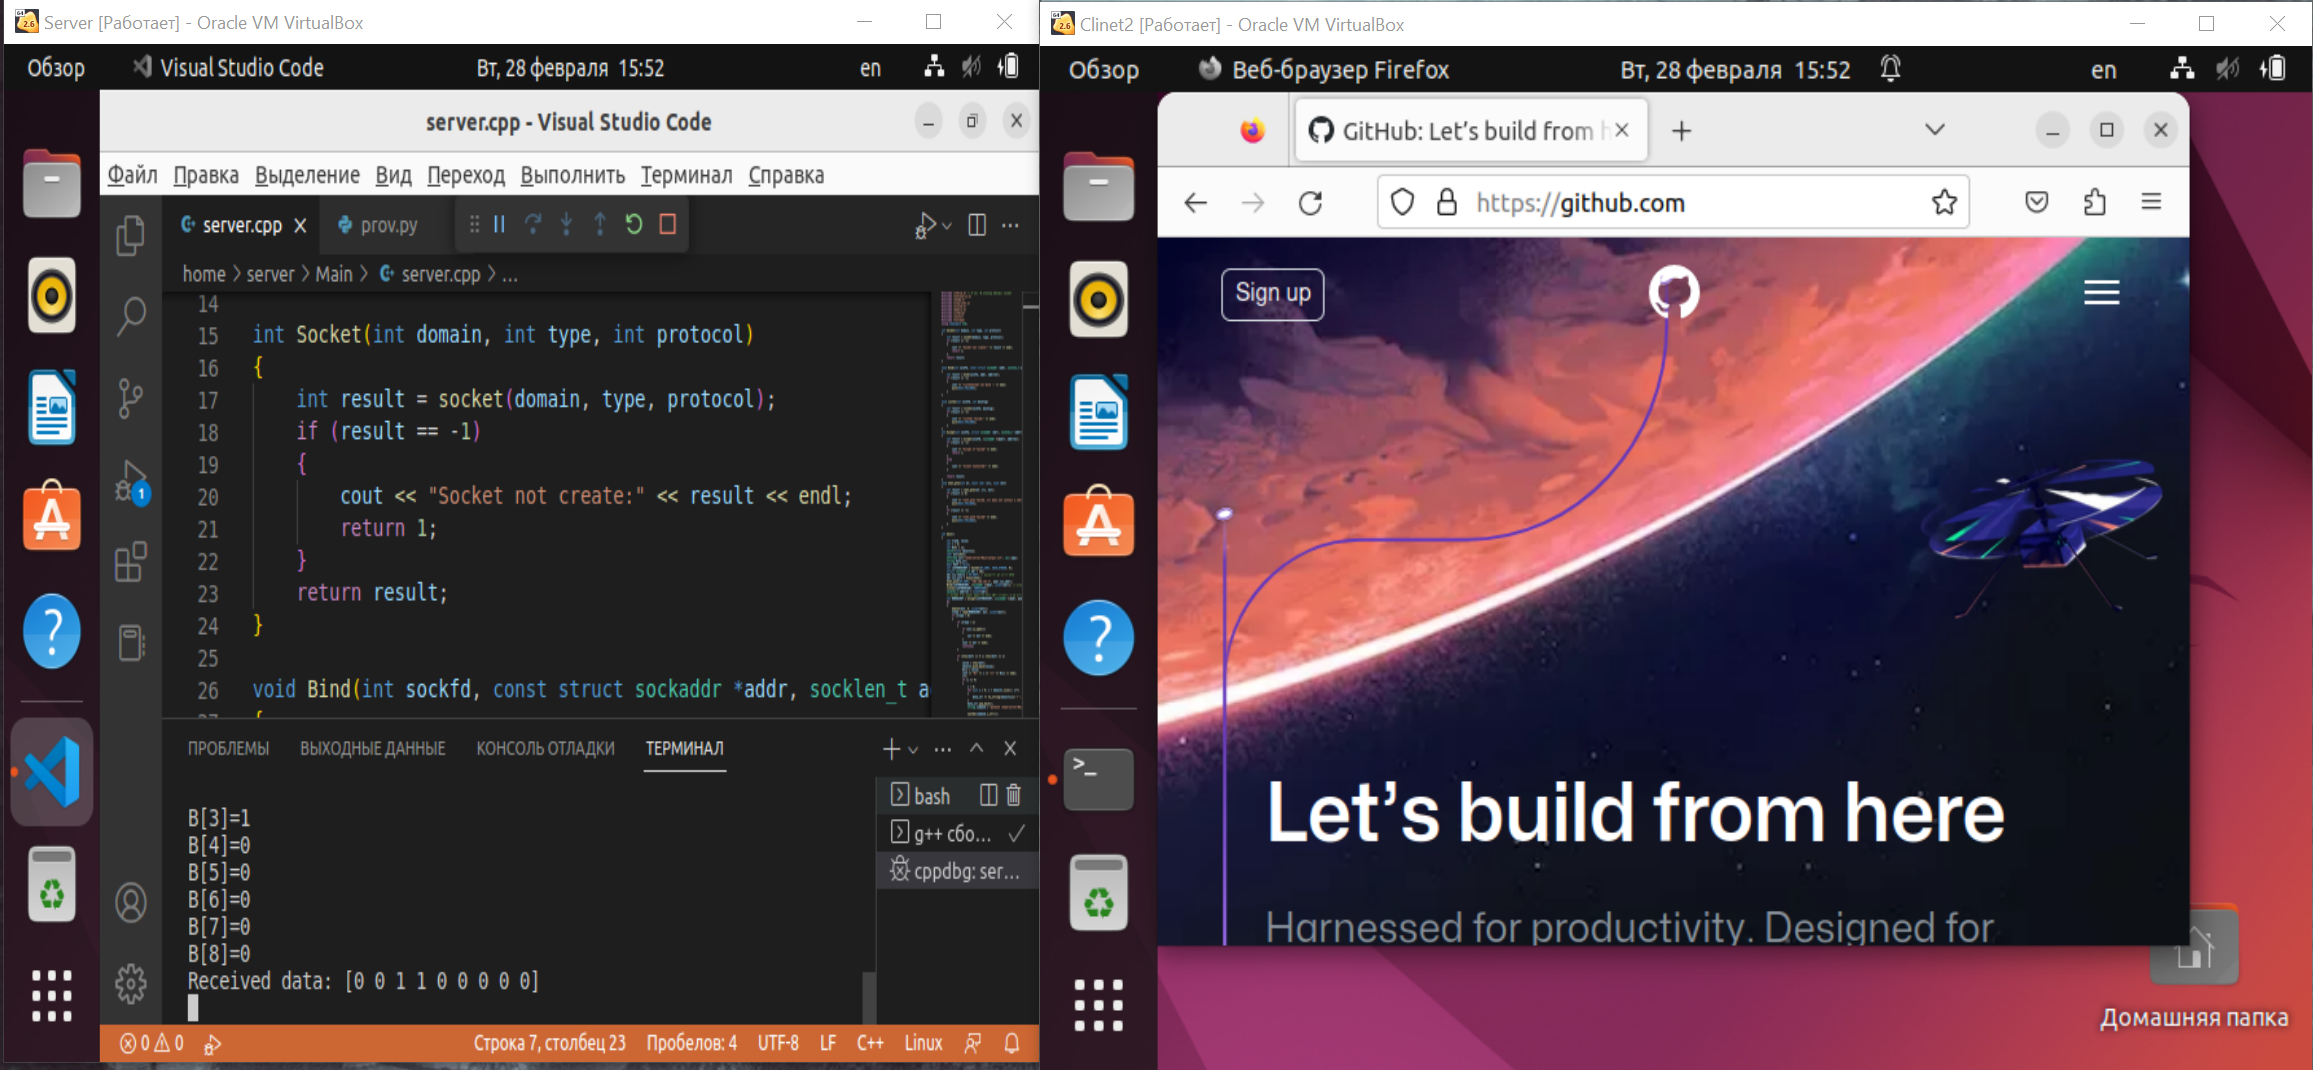 Server [Работает] - Oracle VM VirtualBox
Обзор
Visual Studio Code
Вт, 28 февраля 15:52
en
server.cpp - Visual Studio Code
Файл Правка Выделение Вид Переход Выполнить Терминал Справка
server.cpp
prov.py
home > server > Main > server.cpp > ...
14
15 int Socket(int domain, int type, int protocol)
16 {
17 int result = socket(domain, type, protocol);
18 if (result == -1)
19 {
20 cout << "Socket not create:" << result << endl;
21 return 1;
22 }
23 return result;
24 }
25
26 void Bind(int sockfd, const struct sockaddr *addr, socklen_t a
27 {
1
ПРОБЛЕМЫ ВЫХОДНЫЕ ДАННЫЕ КОНСОЛЬ ОТЛАДКИ ТЕРМИНАЛ
B[3]=1
B[4]=0
B[5]=0
B[6]=0
B[7]=0
B[8]=0
Received data: [0 0 1 1 0 0 0 0 0]
bash
g++ сбо...
cppdbg: ser...
0 0
Строка 7, столбец 23 Пробелов: 4 UTF-8 LF C++ Linux
Clinet2 [Работает] - Oracle VM VirtualBox
Обзор
Веб-браузер Firefox
Вт, 28 февраля 15:52
en
GitHub: Let's build from h
https://github.com
Sign up
Let's build from here
Harnessed for productivity. Designed for
Домашняя папка